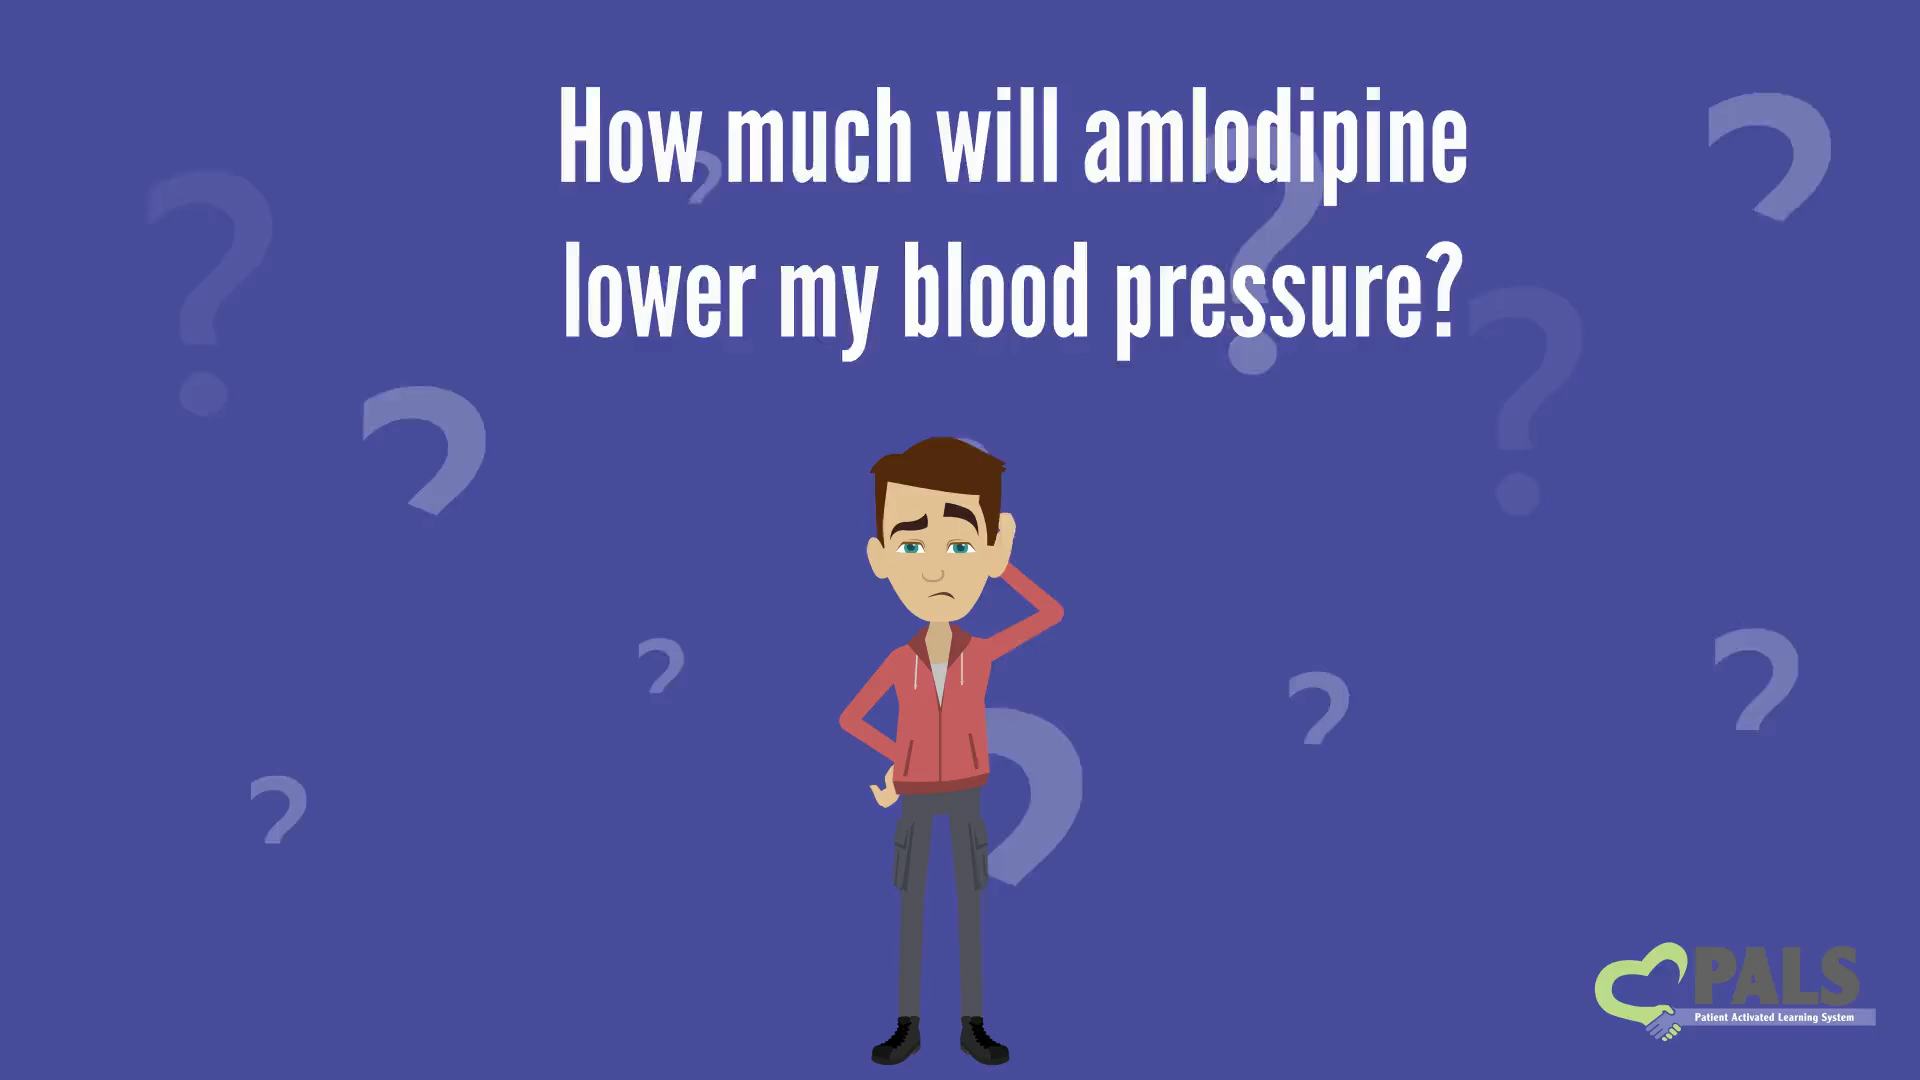 How much will amlodipine
lower my blood pressure?
PALS
Patient Activated Learning System